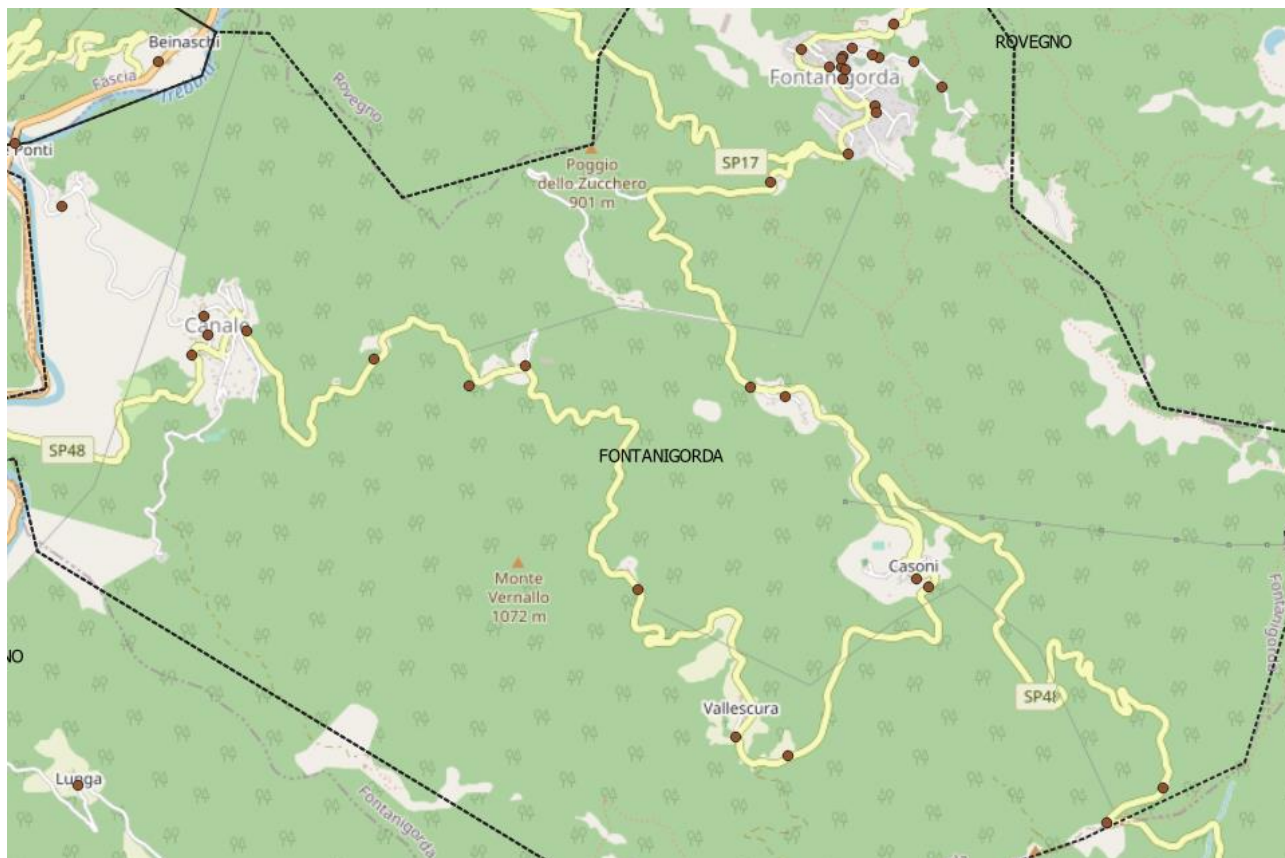 Beinaschi
Fascia
Trebbia
ROVEGNO
Fontanigorda
Rovegno
Ponti
SP17
Poggio
dello Zucchero
901 m
Canale
SP48
FONTANIGORDA
Casoni
Monte
Vernallo
1072 m
Fontanigorda
NO
SP48
Vallescura
Lunga
Fontanigorda